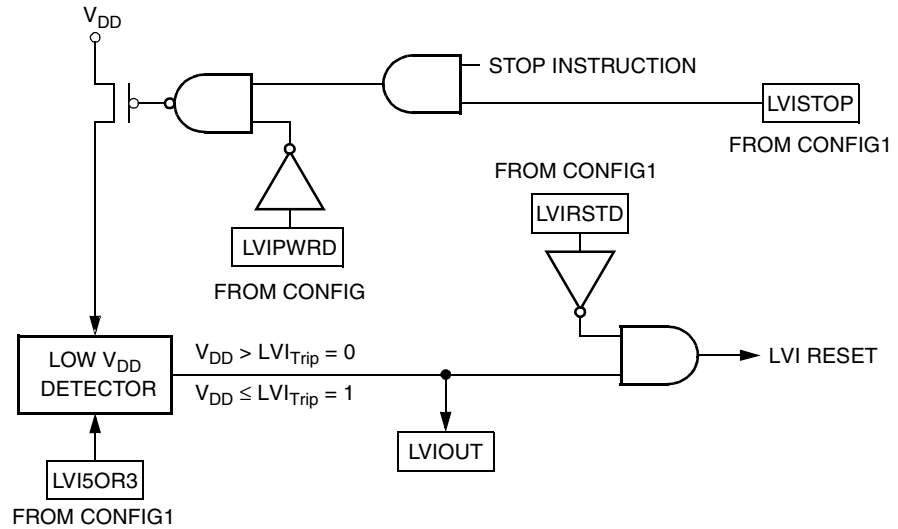 VDD
STOP INSTRUCTION
LVISTOP
FROM CONFIG1
FROM CONFIG1
LVIRSTD
LVIPWRD
FROM CONFIG
LOW VDD
DETECTOR
VDD > LVITrip = 0
VDD ≤ LVITrip = 1
LVI RESET
LVIOUT
LVI5OR3
FROM CONFIG1